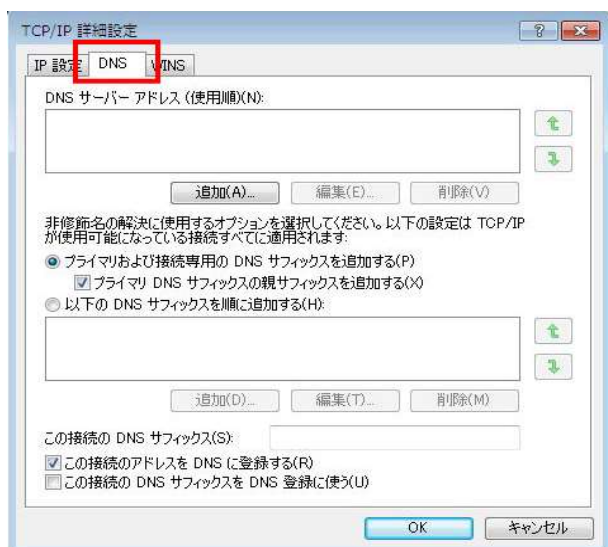 TCP/IP 詳細設定
IP 設定 DNS WINS
DNS サーバー アドレス (使用順)(N):
追加(A)... 編集(E)... 削除(V)
非修飾名の解決に使用するオプションを選択してください。以下の設定は TCP/IP
が使用可能になっている接続すべてに適用されます:
プライマリおよび接続専用の DNS サフィックスを追加する(P)
プライマリ DNS サフィックスの親サフィックスを追加する(X)
以下の DNS サフィックスを順に追加する(H):
追加(D)... 編集(T)... 削除(M)
この接続の DNS サフィックス(S):
この接続のアドレスを DNS に登録する(R)
この接続の DNS サフィックスを DNS 登録に使う(U)
OK キャンセル